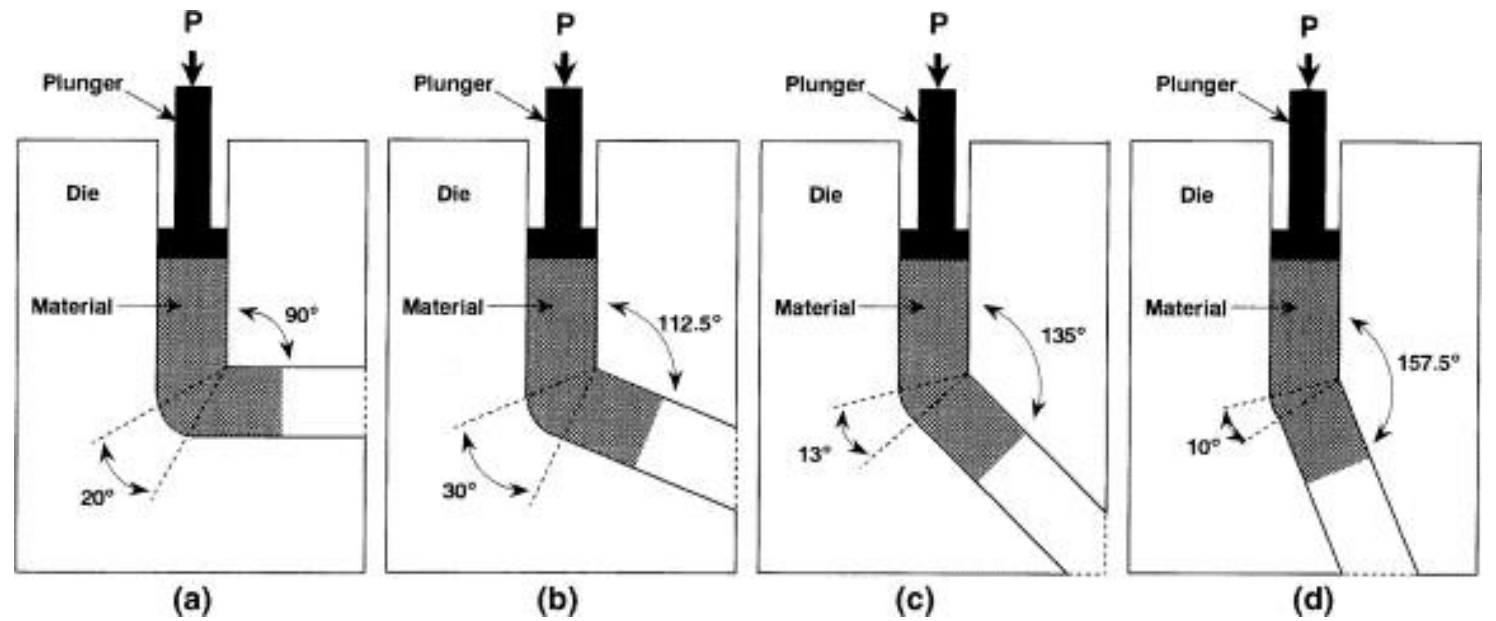 P P P P
Plunger Plunger Plunger Plunger
Die Die Die Die
Material Material Material Material
90° 112.5° 135° 157.5°
20° 30° 13° 10°
(a) (b) (c) (d)